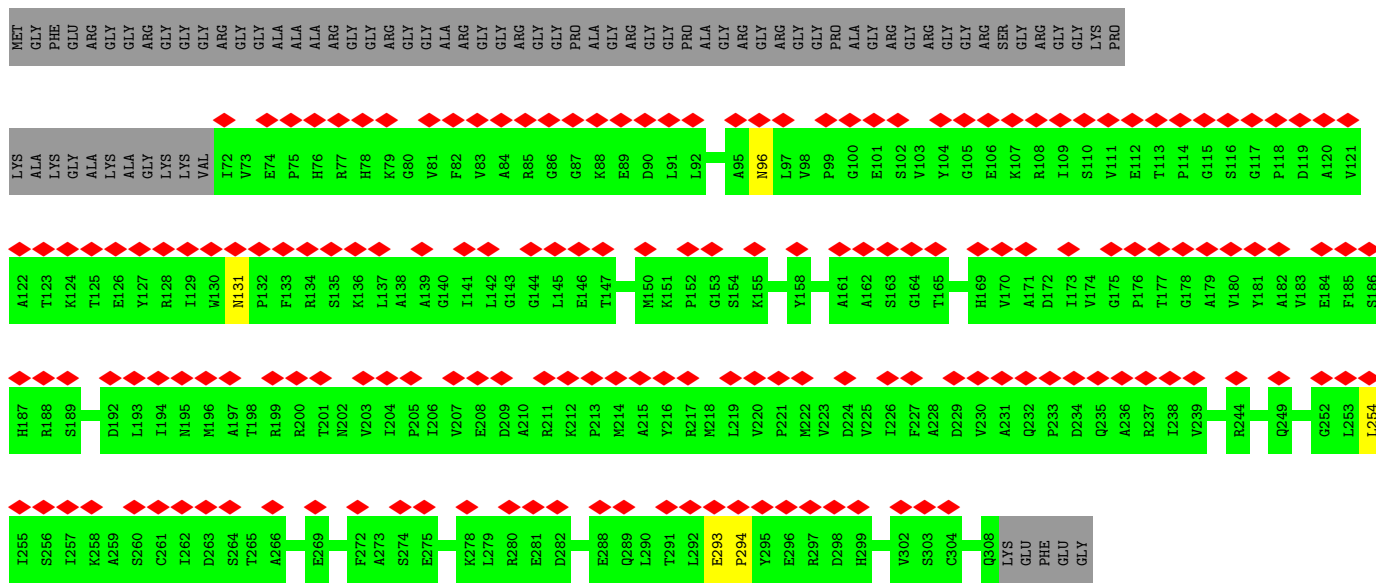 MET GLY PHE GLU ARG GLY GLY ARG GLY GLY GLY ARG GLY GLY ALA ALA ALA ARG GLY GLY ARG GLY GLY ALA ARG GLY GLY ARG GLY GLY PRO ALA GLY ARG GLY GLY PRO ALA GLY ARG GLY ARG GLY GLY PRO ALA GLY ARG GLY ARG GLY GLY ARG SER GLY ARG GLY GLY LYS PRO
LYS ALA LYS GLY ALA LYS ALA GLY LYS LYS VAL I72 V73 E74 P75 H76 R77 H78 K79 G80 V81 F82 V83 A84 R85 G86 G87 K88 E89 D90 L91 L92 A95 N96 L97 V98 P99 G100 E101 S102 V103 Y104 G105 E106 K107 R108 I109 S110 V111 E112 T113 P114 G115 S116 G117 P118 D119 A120 V121
A122 T123 K124 T125 E126 Y127 R128 I129 W130 N131 P132 F133 R134 S135 K136 L137 A138 A139 G140 I141 L142 G143 G144 L145 E146 T147 M150 K151 P152 G153 S154 K155 Y158 A161 A162 S163 G164 T165 H169 V170 A171 D172 I173 V174 G175 P176 T177 G178 A179 V180 Y181 A182 V183 E184 F185 S186
H187 R188 S189 D192 L193 I194 N195 M196 A197 T198 R199 R200 T201 N202 V203 I204 P205 I206 V207 E208 D209 A210 R211 K212 P213 M214 A215 Y216 R217 M218 L219 V220 P221 M222 V223 D224 V225 I226 F227 A228 D229 V230 A231 Q232 P233 D234 Q235 A236 R237 I238 V239 R244 Q249 G252 L253 L254
I255 S256 I257 K258 A259 S260 C261 I262 D263 S264 T265 A266 E269 F272 A273 S274 E275 K278 L279 R280 E281 D282 E288 Q289 L290 T291 L292 E293 P294 Y295 E296 R297 D298 H299 V302 S303 C304 Q308 LYS GLU PHE GLU GLY